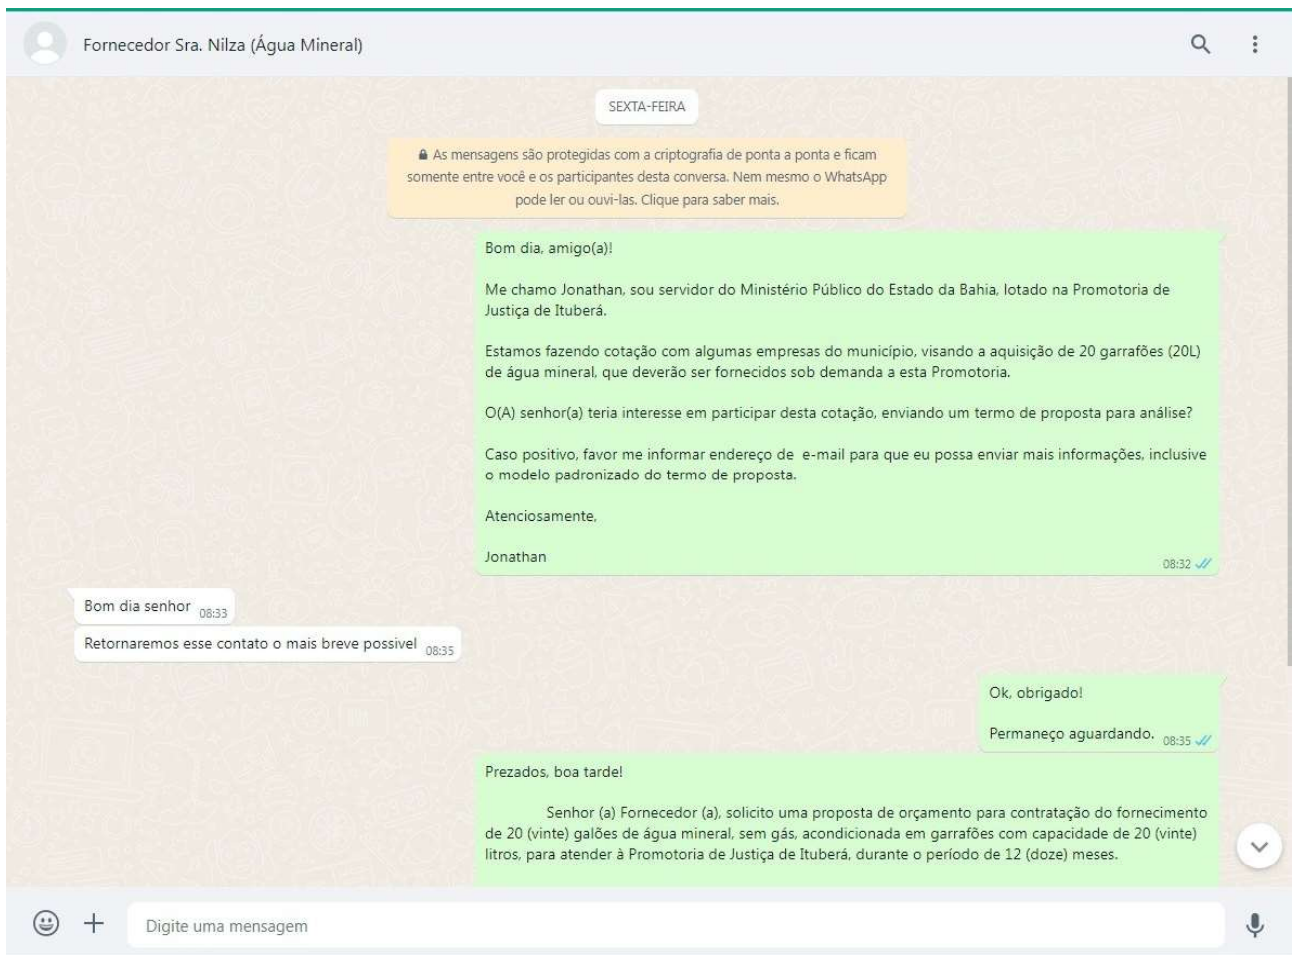 Fornecedor Sra. Nilza (Água Mineral)
SEXTA-FEIRA
As mensagens são protegidas com a criptografia de ponta a ponta e ficam
somente entre você e os participantes desta conversa. Nem mesmo o WhatsApp
pode ler ou ouvi-las. Clique para saber mais.
Bom dia, amigo(a)!
Me chamo Jonathan, sou servidor do Ministério Público do Estado da Bahia, lotado na Promotoria de
Justiça de Ituberá.
Estamos fazendo cotação com algumas empresas do município, visando a aquisição de 20 garrafões (20L)
de água mineral, que deverão ser fornecidos sob demanda a esta Promotoria.
O(A) senhor(a) teria interesse em participar desta cotação, enviando um termo de proposta para análise?
Caso positivo, favor me informar endereço de e-mail para que eu possa enviar mais informações, inclusive
o modelo padronizado do termo de proposta.
Atenciosamente,
Jonathan
08:32
Bom dia senhor 08:33
Retornaremos esse contato o mais breve possivel 08:35
Ok, obrigado!
Permaneço aguardando. 08:35
Prezados, boa tarde!
Senhor (a) Fornecedor (a), solicito uma proposta de orçamento para contratação do fornecimento
de 20 (vinte) galões de água mineral, sem gás, acondicionada em garrafões com capacidade de 20 (vinte)
litros, para atender à Promotoria de Justiça de Ituberá, durante o período de 12 (doze) meses.
Digite uma mensagem